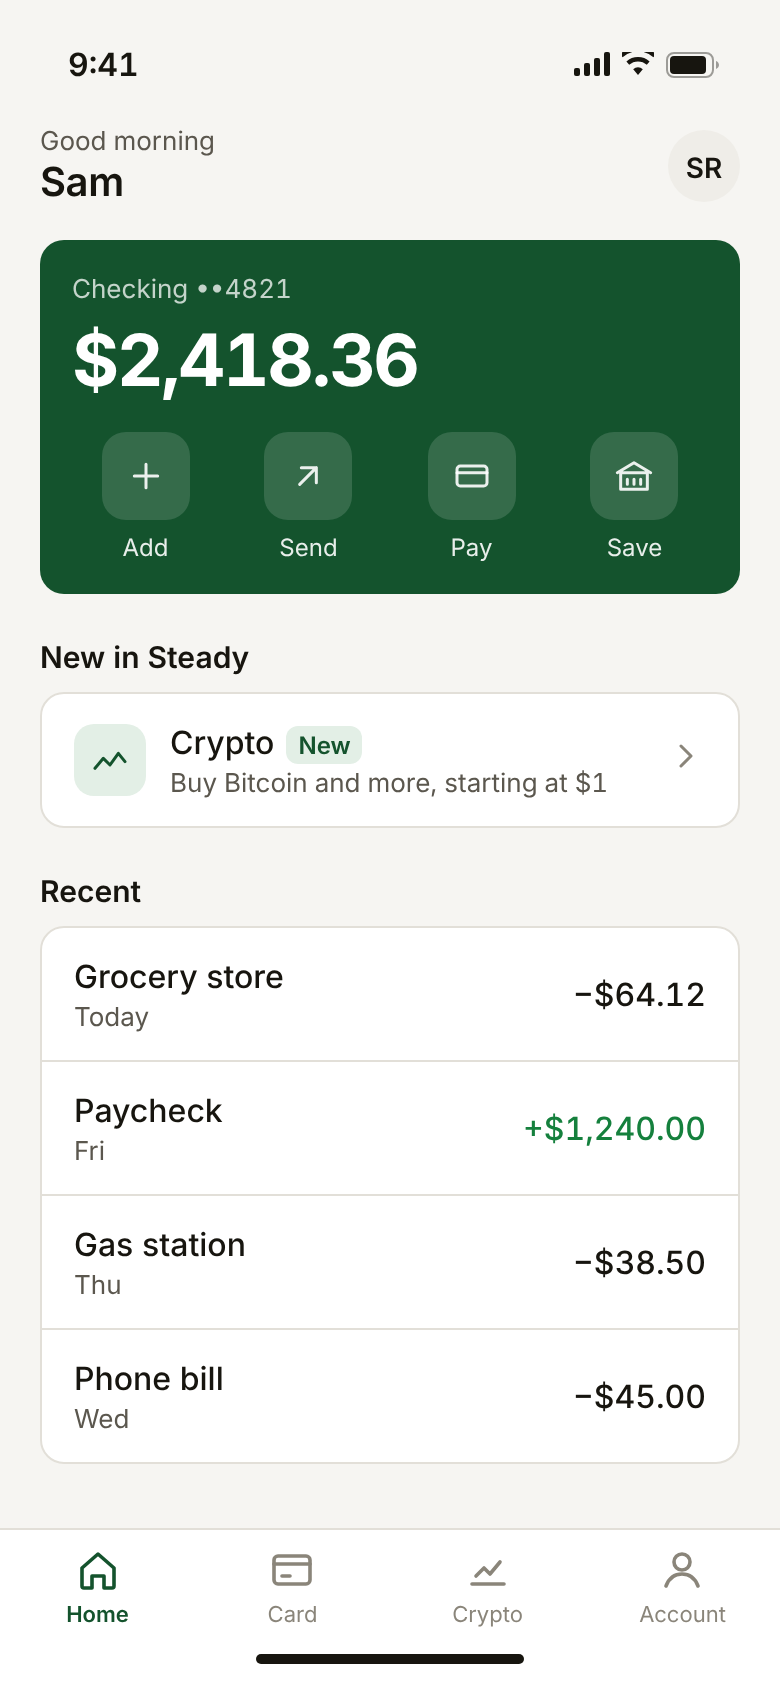 9:41
Good morning
Sam
SR
Checking ••4821
$2,418.36
Add
Send
Pay
Save
New in Steady
Crypto New
Buy Bitcoin and more, starting at $1
Recent
Grocery store
Today
−$64.12
Paycheck
Fri
+$1,240.00
Gas station
Thu
−$38.50
Phone bill
Wed
−$45.00
Home
Card
Crypto
Account